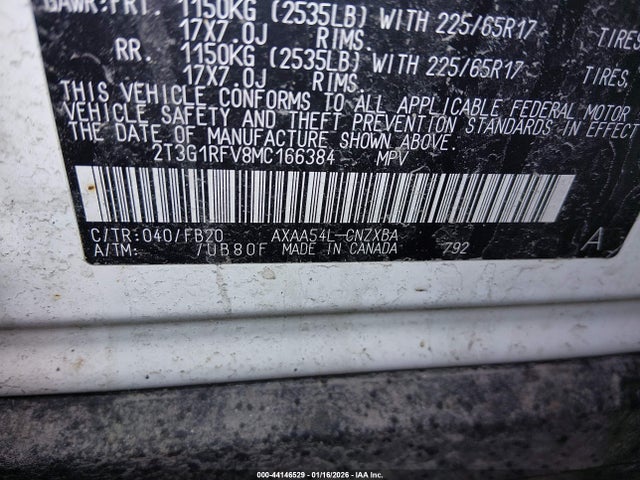 GAWR:FRT. 1150KG (2535LB) WITH 225/65R17 TIRES
17X7.0J RIMS.
RR. 1150KG (2535LB) WITH 225/65R17 TIRES,
17X7.0J RIMS.
THIS VEHICLE CONFORMS TO ALL APPLICABLE FEDERAL MOTOR
VEHICLE SAFETY AND THEFT PREVENTION STANDARDS IN EFFECT
THE DATE OF MANUFACTURE SHOWN ABOVE.
2T3G1RFV8MC166384 MPV
C/TR:040/FB20 AXAA54L-CNZXBA A
A/TM: /UB80F MADE IN CANADA 792
000-44146529 - 01/16/2026 - IAA Inc.